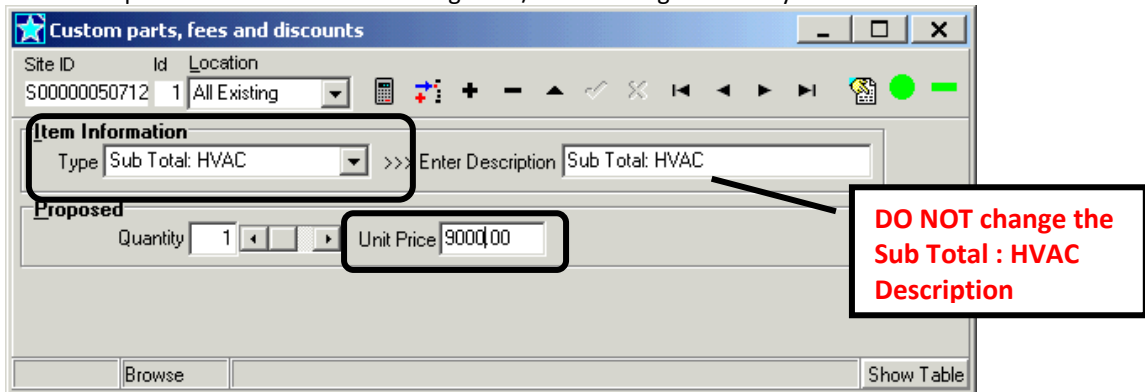 Custom parts, fees and discounts
Site ID Id Location
S00000050712 1 All Existing
Item Information
Type Sub Total: HVAC >>> Enter Description Sub Total: HVAC
Proposed
Quantity 1 Unit Price 9000.00
DO NOT change the
Sub Total : HVAC
Description
Browse Show Table